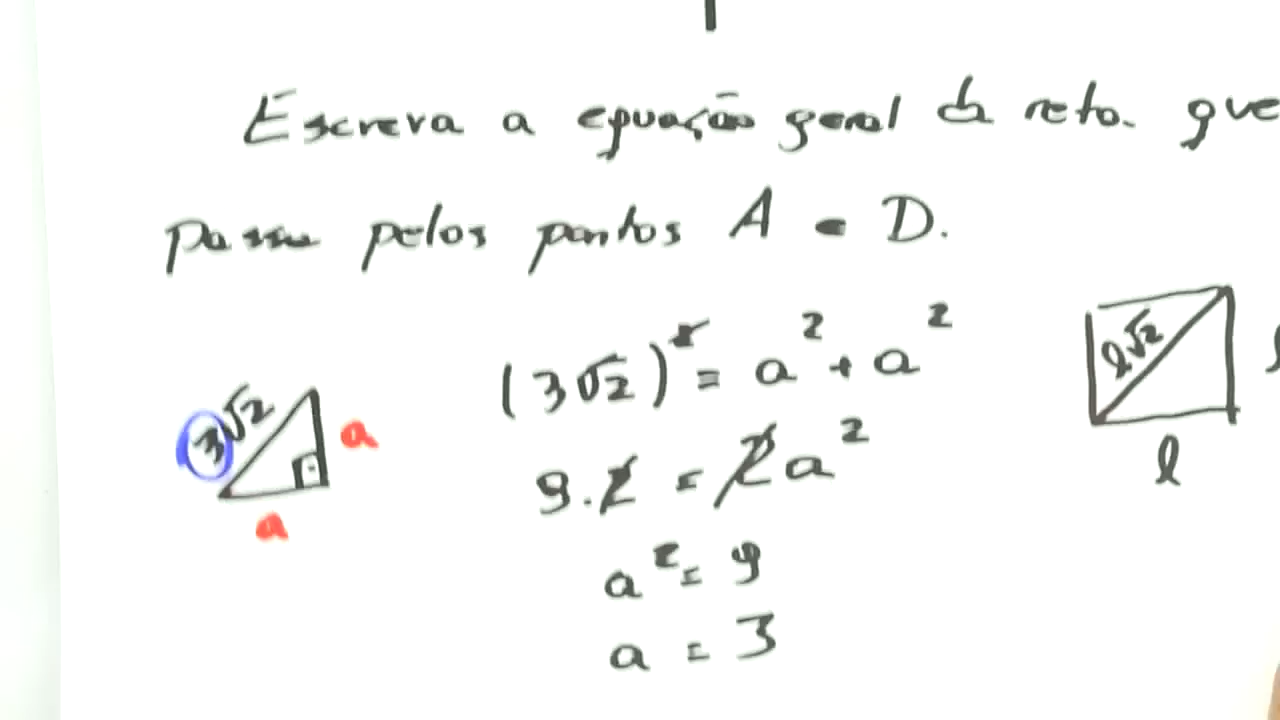 Escreva a equação geral da reta que
passa pelos pontos A e D.
(3√2)² = a² + a²
3√2
a
a
9.2 = 2a²
a² = 9
a = 3
l√2
l